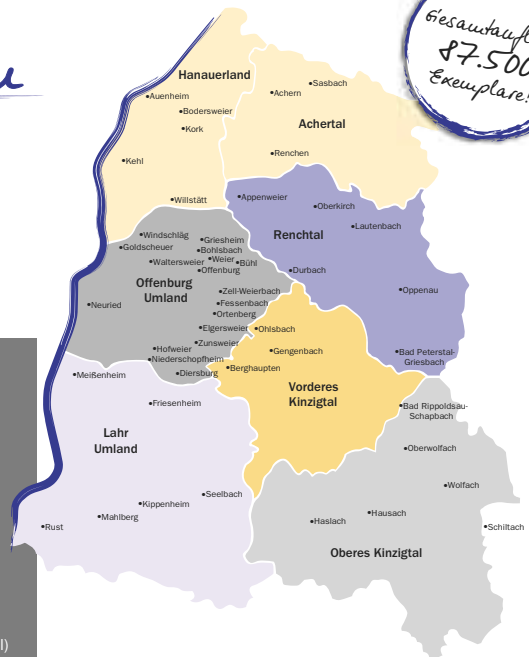 Gesamtaufl
87.500
Exemplare!
Hanauerland
•Auenheim
•Bodersweier
•Kork
•Kehl
•Willstätt
•Sasbach
•Achern
Achertal
•Renchen
•Appenweier
•Oberkirch
•Lautenbach
Renchtal
•Durbach
•Oppenau
•Bad Peterstal-
Griesbach
•Windschläg
•Goldscheuer
•Griesheim
•Bohlsbach
•Waltersweier
•Weier
•Bühl
•Offenburg
Offenburg
Umland
•Zell-Weierbach
•Fessenbach
•Ortenberg
•Neuried
•Elgersweier
•Zunsweier
•Hofweier
•Niederschopfheim
•Diersburg
•Ohlsbach
•Gengenbach
•Berghaupten
Vorderes
Kinzigtal
•Meißenheim
•Friesenheim
Lahr
Umland
•Seelbach
•Kippenheim
•Mahlberg
•Rust
•Bad Rippoldsau-
Schapbach
•Oberwolfach
•Wolfach
•Hausach
•Haslach
•Schiltach
Oberes Kinzigtal
l)